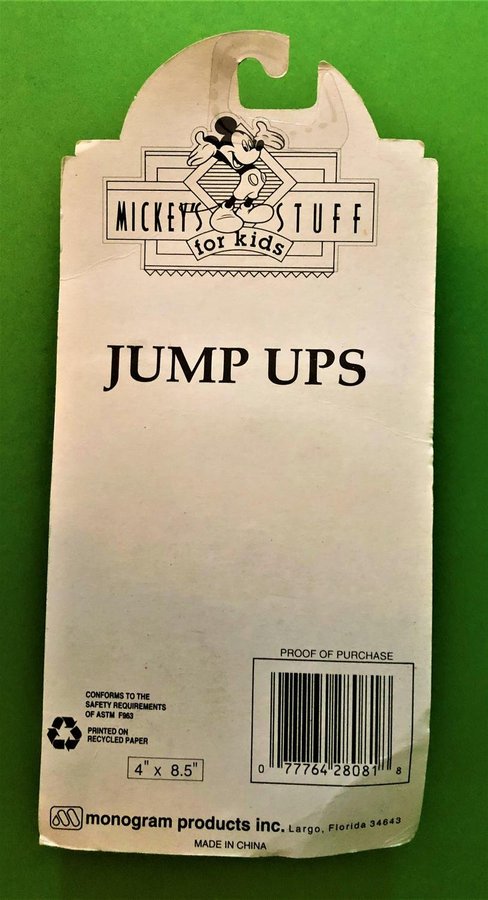 MICKEY'S STUFF
for kids
JUMP UPS
PROOF OF PURCHASE
0 77764 28081 8
CONFORMS TO THE
SAFETY REQUIREMENTS
OF ASTM F963
PRINTED ON
RECYCLED PAPER
4" x 8.5"
monogram products inc. Largo, Florida 34643
MADE IN CHINA